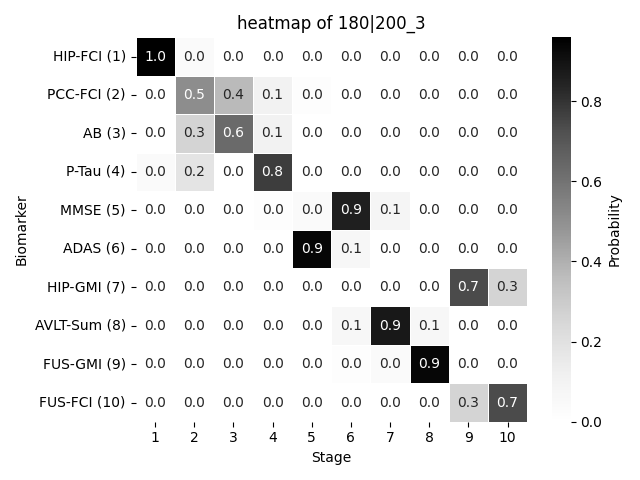 heatmap of 180|200_3
HIP-FCI (1) 1.0 0.0 0.0 0.0 0.0 0.0 0.0 0.0 0.0 0.0
PCC-FCI (2) 0.0 0.5 0.4 0.1 0.0 0.0 0.0 0.0 0.0 0.0
AB (3) 0.0 0.3 0.6 0.1 0.0 0.0 0.0 0.0 0.0 0.0
P-Tau (4) 0.0 0.2 0.0 0.8 0.0 0.0 0.0 0.0 0.0 0.0
MMSE (5) 0.0 0.0 0.0 0.0 0.0 0.9 0.1 0.0 0.0 0.0
ADAS (6) 0.0 0.0 0.0 0.0 0.9 0.1 0.0 0.0 0.0 0.0
HIP-GMI (7) 0.0 0.0 0.0 0.0 0.0 0.0 0.0 0.0 0.7 0.3
AVLT-Sum (8) 0.0 0.0 0.0 0.0 0.0 0.1 0.9 0.1 0.0 0.0
FUS-GMI (9) 0.0 0.0 0.0 0.0 0.0 0.0 0.0 0.9 0.0 0.0
FUS-FCI (10) 0.0 0.0 0.0 0.0 0.0 0.0 0.0 0.0 0.3 0.7
1 2 3 4 5 6 7 8 9 10
Stage
Biomarker
0.8
0.6
0.4
0.2
0.0
Probability